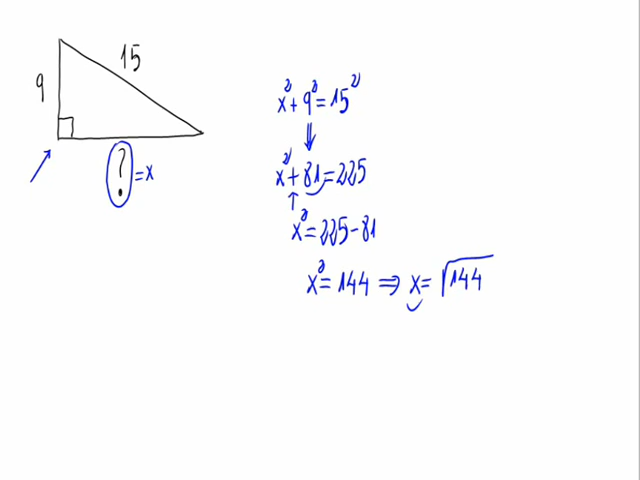 15
9
? = x
x² + 9² = 15²
⇓
x² + 81 = 225
x² = 225 - 81
x² = 144 ⇒ x = √144